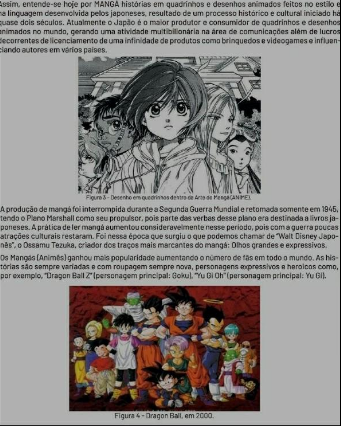 Assim, entende-se hoje por MANGÁ histórias em quadrinhos e desenhos animados feitos no estilo e
na linguagem desenvolvida pelos japoneses, resultado de um processo histórico e cultural iniciado há
quase dois séculos. Atualmente o Japão é o maior produtor e consumidor de quadrinhos e desenhos
animados no mundo, gerando uma atividade multibilionária na área de comunicações além de lucros
decorrentes de licenciamento de uma infinidade de produtos como brinquedos e videogames e influen-
ciando autores em vários países.
Figura 3 - Desenho em quadrinhos dentro da Arte do Mangá (ANIME).
A produção de mangá foi interrompida durante a Segunda Guerra Mundial e retomada somente em 1945,
tendo o Plano Marshall como seu propulsor, pois parte das verbas desse plano era destinada a livros ja-
poneses. A prática de ler mangá aumentou consideravelmente nesse período, pois com a guerra poucas
atrações culturais restaram. Foi nessa época que surgiu o que podemos chamar de "Walt Disney Japo-
nês", o Ossamu Tezuka, criador dos traços mais marcantes do mangá: Olhos grandes e expressivos.
Os Mangás (Animês) ganhou mais popularidade aumentando o número de fãs em todo o mundo. As his-
tórias são sempre variadas e com roupagem sempre nova, personagens expressivos e heroicos como,
por exemplo, "Dragon Ball Z" (personagem principal: Goku), "Yu Gi Oh" (personagem principal: Yu Gi).
Figura 4 - Dragon Ball, em 2000.